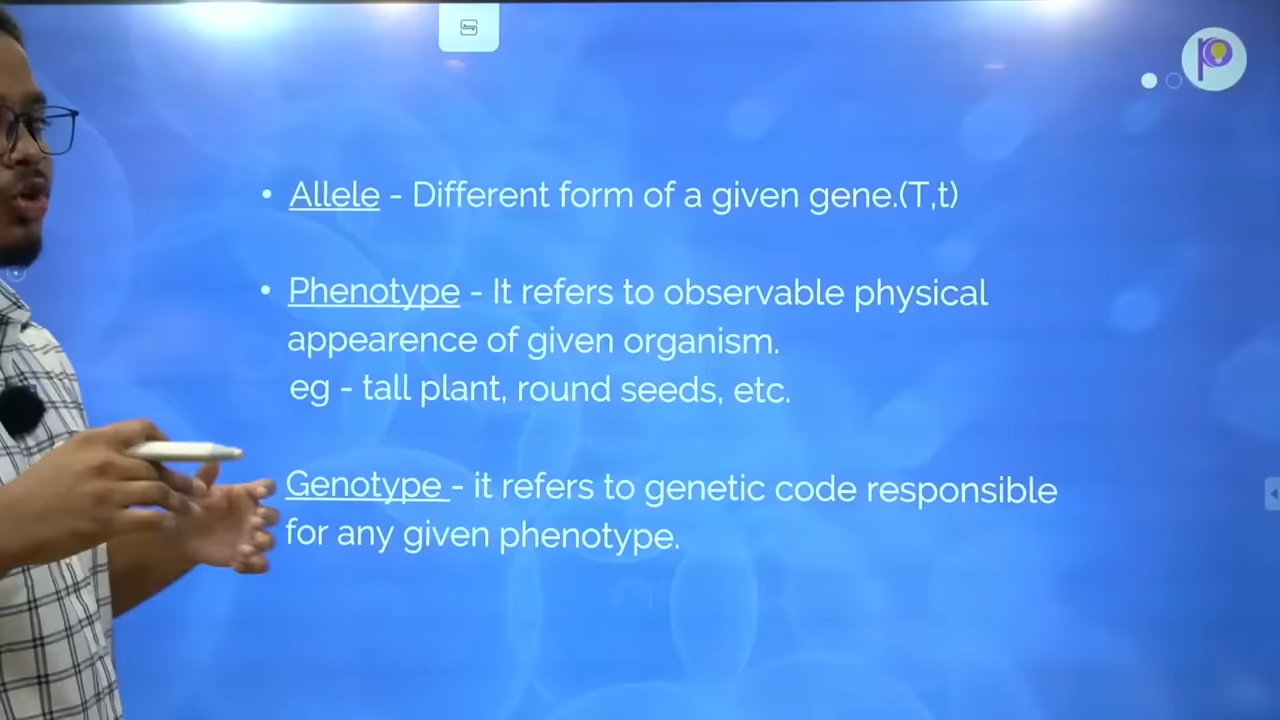 • Allele - Different form of a given gene.(T,t)
• Phenotype - It refers to observable physical
appearence of given organism.
eg - tall plant, round seeds, etc.
Genotype - it refers to genetic code responsible
for any given phenotype.